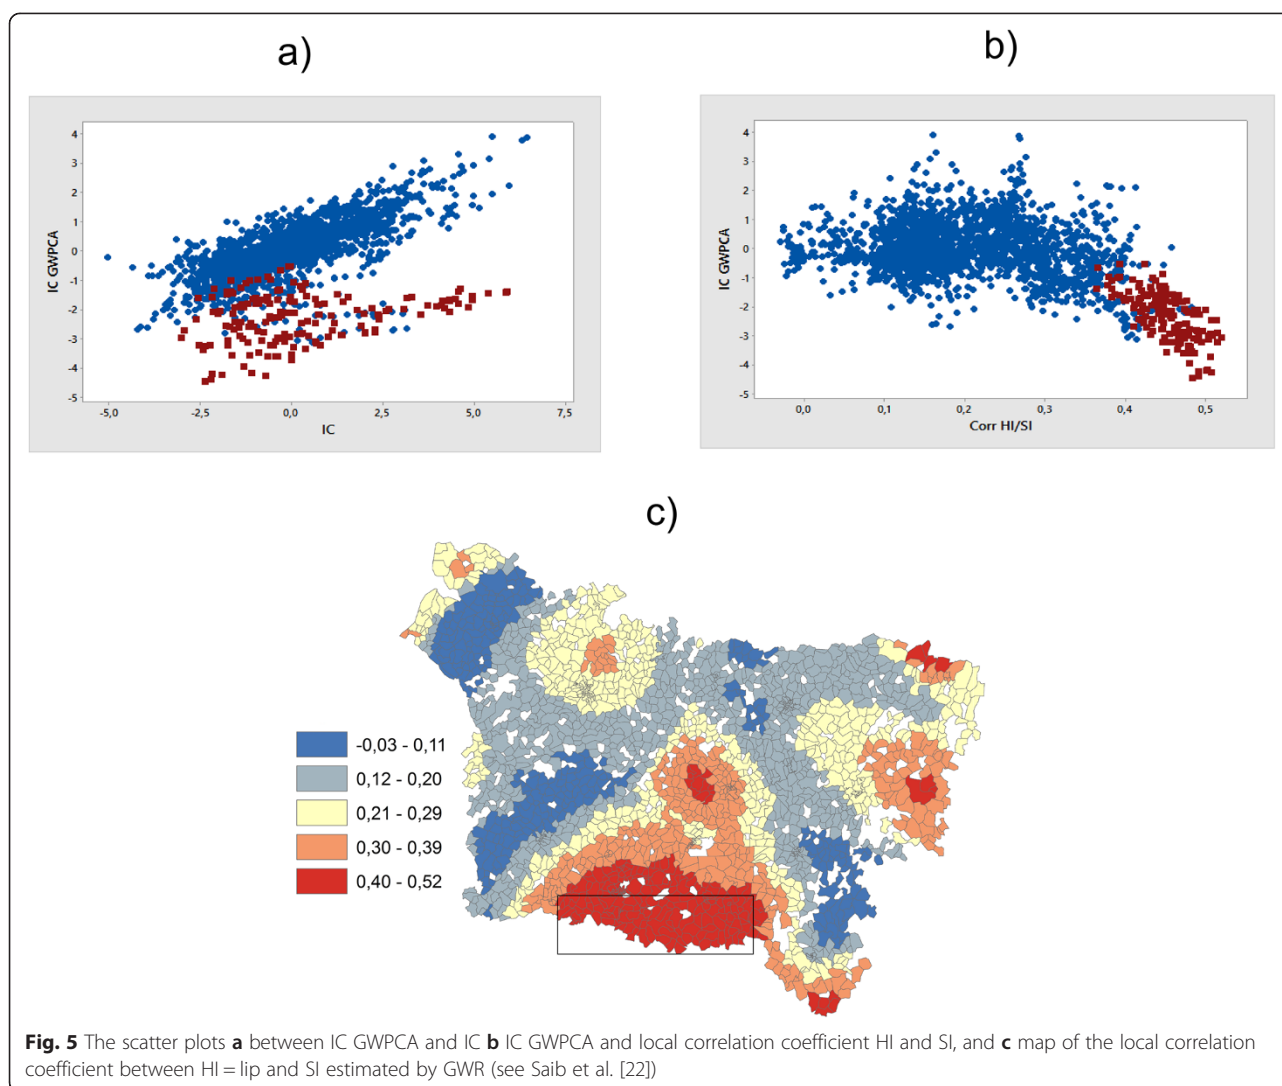 a)
b)
IC GWPCA
4
3
2
1
0
-1
-2
-3
-4
-5
-5,0 -2,5 0,0 2,5 5,0 7,5
IC
IC GWPCA
4
3
2
1
0
-1
-2
-3
-4
-5
0,0 0,1 0,2 0,3 0,4 0,5
Corr HI/SI
c)
-0,03 - 0,11
0,12 - 0,20
0,21 - 0,29
0,30 - 0,39
0,40 - 0,52
Fig. 5 The scatter plots a between IC GWPCA and IC b IC GWPCA and local correlation coefficient HI and SI, and c map of the local correlation
coefficient between HI = lip and SI estimated by GWR (see Saib et al. [22])